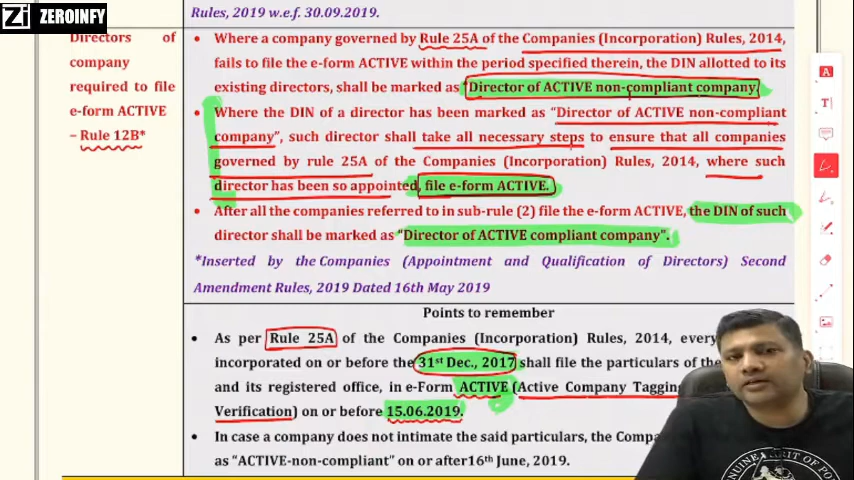 Zi ZEROINFY
Rules, 2019 w.e.f. 30.09.2019.
Directors of
company
required to file
e-form ACTIVE
– Rule 12B*
• Where a company governed by Rule 25A of the Companies (Incorporation) Rules, 2014,
fails to file the e-form ACTIVE within the period specified therein, the DIN allotted to its
existing directors, shall be marked as "Director of ACTIVE non-compliant company.
• Where the DIN of a director has been marked as "Director of ACTIVE non-compliant
company", such director shall take all necessary steps to ensure that all companies
governed by rule 25A of the Companies (Incorporation) Rules, 2014, where such
director has been so appointed, file e-form ACTIVE.
• After all the companies referred to in sub-rule (2) file the e-form ACTIVE, the DIN of such
director shall be marked as "Director of ACTIVE compliant company".
*Inserted by the Companies (Appointment and Qualification of Directors) Second
Amendment Rules, 2019 Dated 16th May 2019
Points to remember
• As per Rule 25A of the Companies (Incorporation) Rules, 2014, every
incorporated on or before the 31st Dec., 2017 shall file the particulars of the
and its registered office, in e-Form ACTIVE (Active Company Tagging
Verification) on or before 15.06.2019.
• In case a company does not intimate the said particulars, the
as "ACTIVE-non-compliant" on or after16th June, 2019.